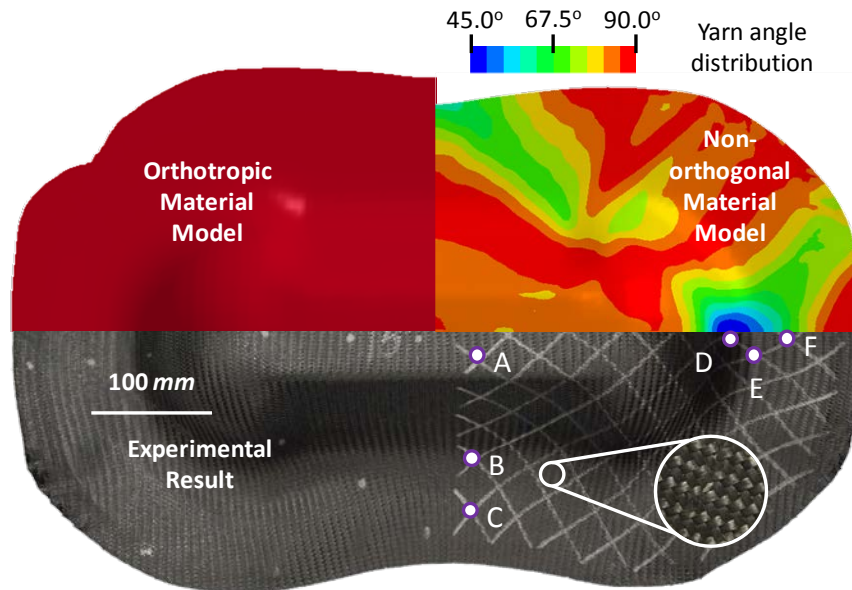 45.0° 67.5° 90.0°
Yarn angle
distribution
Orthotropic
Material
Model
Non-
orthogonal
Material
Model
A
D
F
E
100 mm
Experimental
Result
B
C